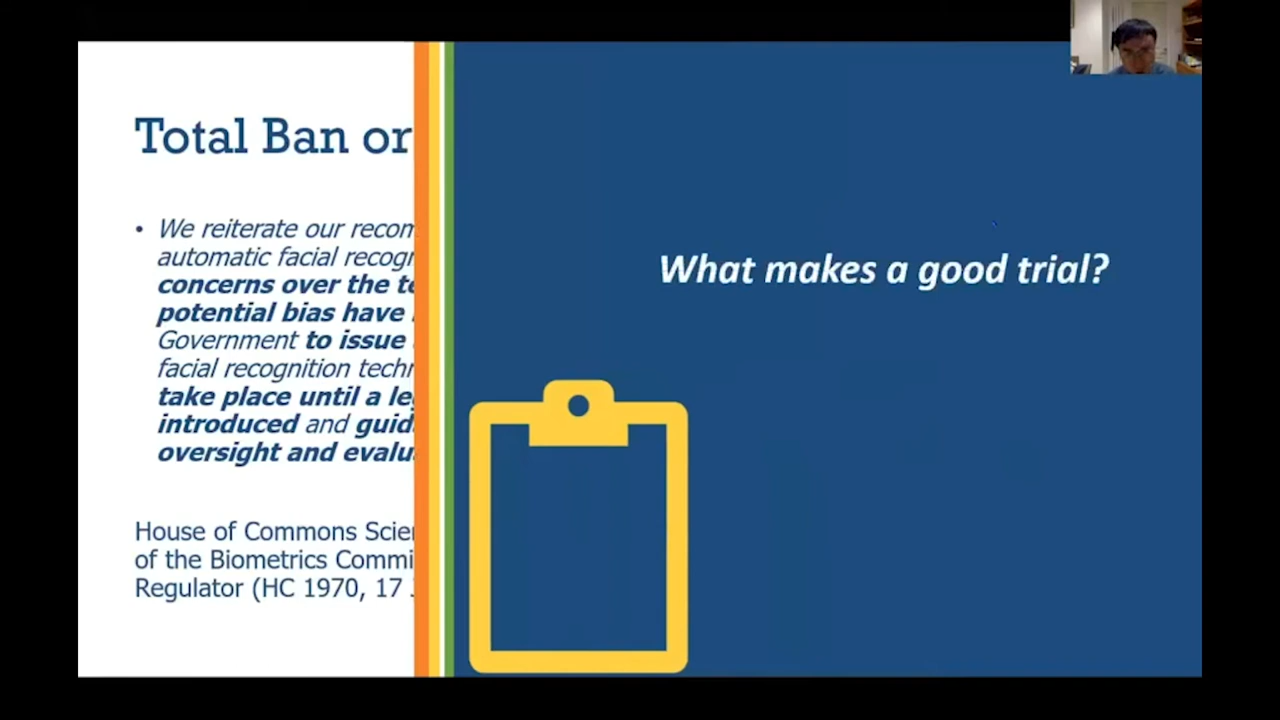 Total Ban or
• We reiterate our recom
automatic facial recogn
concerns over the te
potential bias have
Government to issue
facial recognition techn
take place until a leg
introduced and guid
oversight and evalu
House of Commons Scien
of the Biometrics Commi
Regulator (HC 1970, 17 J
What makes a good trial?